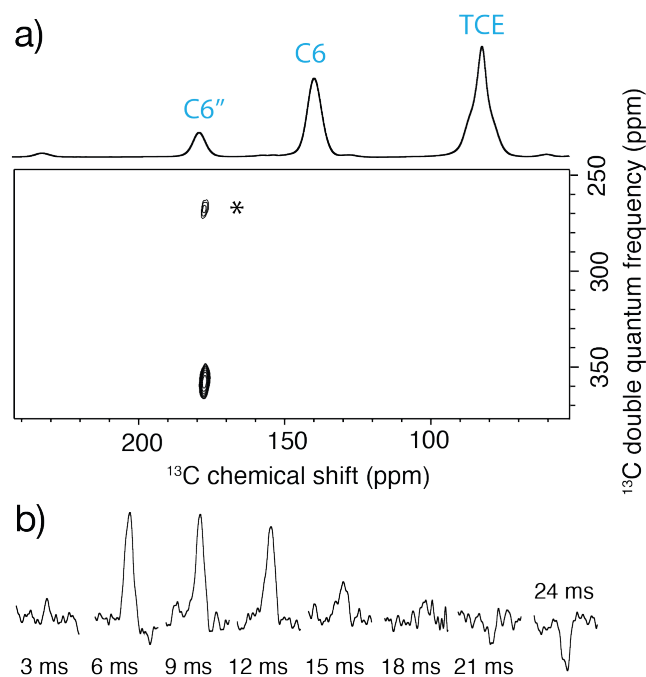 a)
TCE
C6
C6″
*
250
300
350
¹³C double quantum frequency (ppm)
200 150 100
¹³C chemical shift (ppm)
b)
24 ms
3 ms 6 ms 9 ms 12 ms 15 ms 18 ms 21 ms